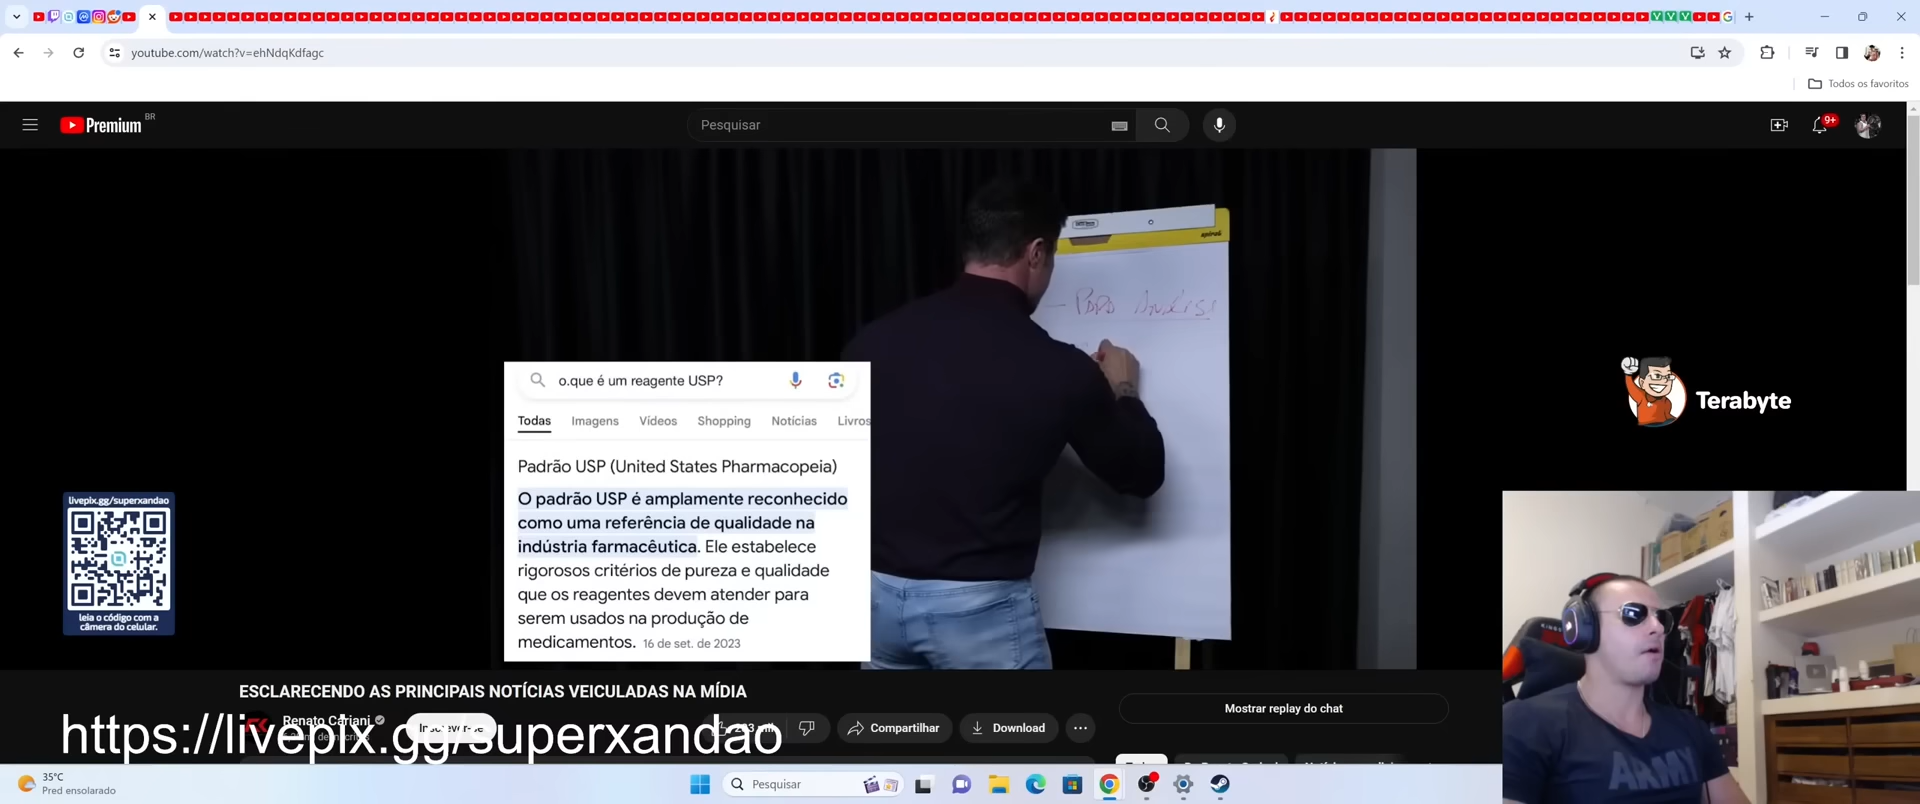 youtube.com/watch?v=ehNdqKdfagc
Todos os favoritos
Premium BR
Pesquisar
9+
PARA ANÁLISE
o.que é um reagente USP?
Todas Imagens Vídeos Shopping Notícias Livros
Padrão USP (United States Pharmacopeia)
O padrão USP é amplamente reconhecido
como uma referência de qualidade na
indústria farmacêutica. Ele estabelece
rigorosos critérios de pureza e qualidade
que os reagentes devem atender para
serem usados na produção de
medicamentos. 16 de set. de 2023
Terabyte
livepix.gg/superxandao
leia o código com a
câmera do celular.
ESCLARECENDO AS PRINCIPAIS NOTÍCIAS VEICULADAS NA MÍDIA
Mostrar replay do chat
Renato Cariani
Inscrever-se
Compartilhar
Download
https://livepix.gg/superxandao
ARMY
35°C
Pred ensolarado
Pesquisar